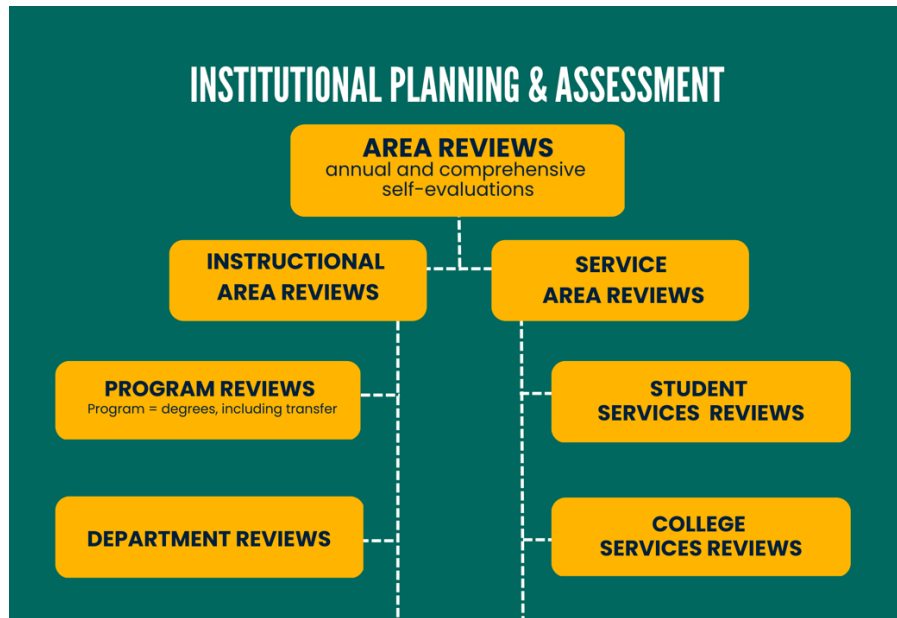 INSTITUTIONAL PLANNING & ASSESSMENT
AREA REVIEWS
annual and comprehensive
self-evaluations
INSTRUCTIONAL
AREA REVIEWS
SERVICE
AREA REVIEWS
PROGRAM REVIEWS
Program = degrees, including transfer
STUDENT
SERVICES REVIEWS
DEPARTMENT REVIEWS
COLLEGE
SERVICES REVIEWS